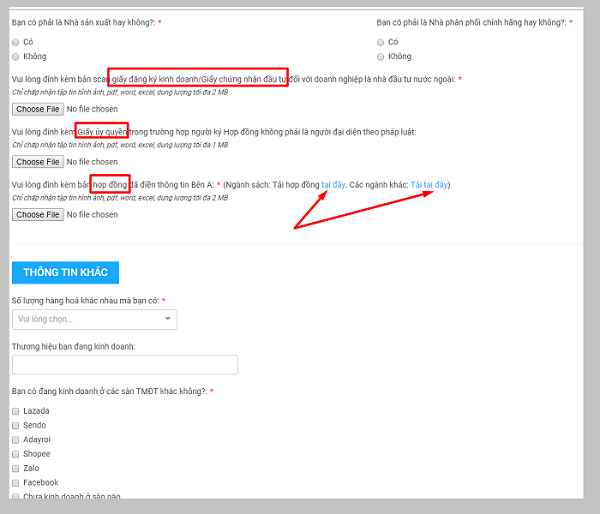 Bạn có phải là Nhà sản xuất hay không?: * Bạn có phải là Nhà phân phối chính hãng hay không?: *
Có Có
Không Không
Vui lòng đính kèm bản scan giấy đăng ký kinh doanh/Giấy chứng nhận đầu tư đối với doanh nghiệp là nhà đầu tư nước ngoài: *
Chỉ chấp nhận tập tin hình ảnh, pdf, word, excel, dung lượng tối đa 2 MB
Choose File No file chosen
Vui lòng đính kèm Giấy ủy quyền trong trường hợp người ký Hợp đồng không phải là người đại diện theo pháp luật:
Chỉ chấp nhận tập tin hình ảnh, pdf, word, excel, dung lượng tối đa 1 MB
Choose File No file chosen
Vui lòng đính kèm bản hợp đồng đã điền thông tin Bên A: * (Ngành sách: Tải hợp đồng tại đây. Các ngành khác: Tải tại đây)
Chỉ chấp nhận tập tin hình ảnh, pdf, word, excel, dung lượng tối đa 2 MB
Choose File No file chosen
THÔNG TIN KHÁC
Số lượng hàng hoá khác nhau mà bạn có: *
Vui lòng chọn...
Thương hiệu bạn đang kinh doanh:
Bạn có đang kinh doanh ở các sàn TMĐT khác không?: *
Lazada
Sendo
Adayroi
Shopee
Zalo
Facebook
Chưa kinh doanh ở sàn nào